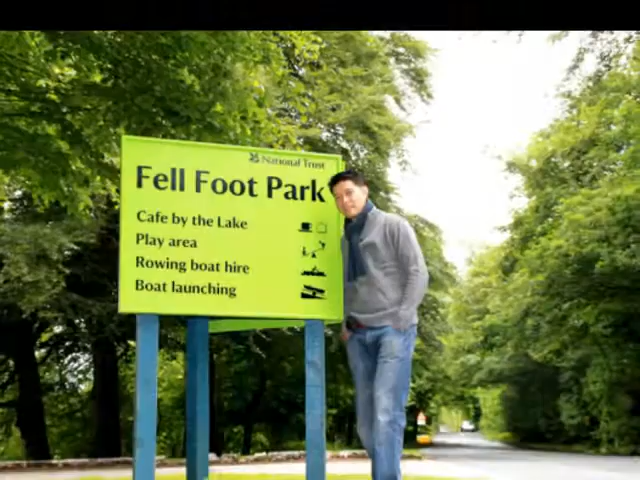 National Trust
Fell Foot Park
Cafe by the Lake
Play area
Rowing boat hire
Boat launching